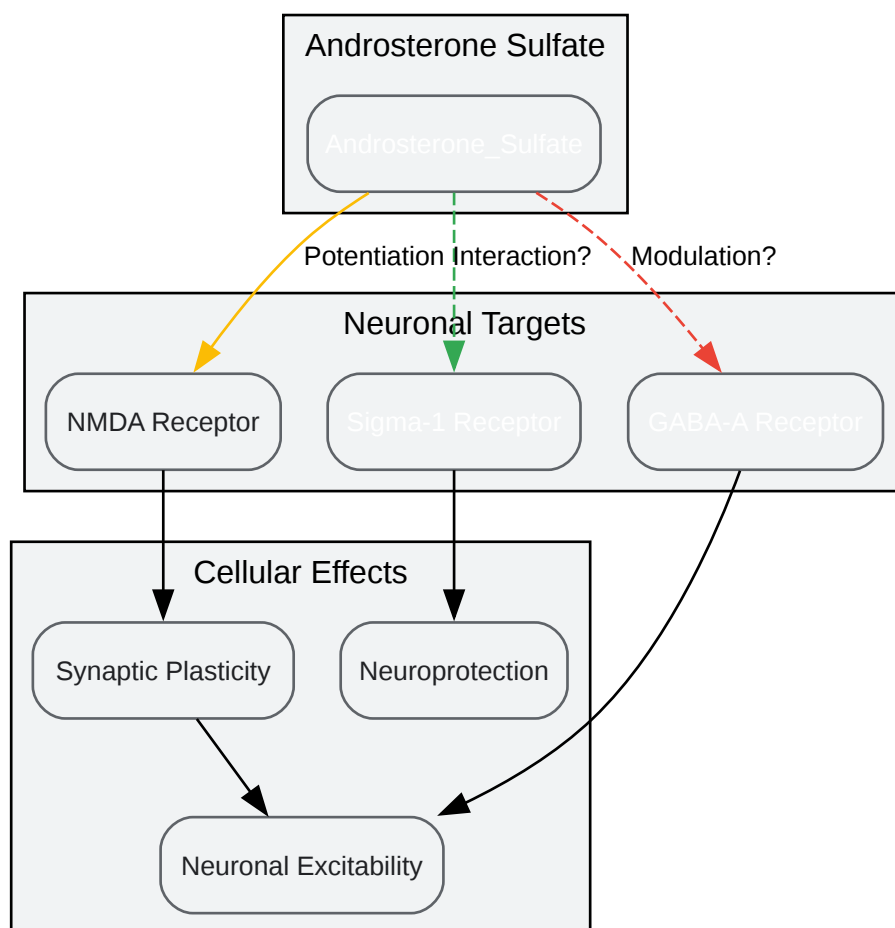 Androsterone Sulfate
Androsterone_Sulfate
Potentiation
Interaction?
Modulation?
Neuronal Targets
NMDA Receptor
Sigma-1 Receptor
GABA-A Receptor
Cellular Effects
Synaptic Plasticity
Neuroprotection
Neuronal Excitability